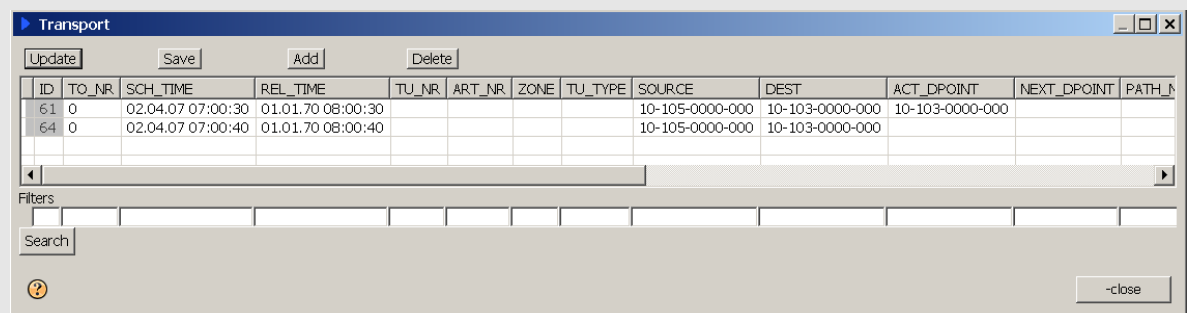 Transport
Update Save Add Delete
ID TO_NR SCH_TIME REL_TIME TU_NR ART_NR ZONE TU_TYPE SOURCE DEST ACT_DPOINT NEXT_DPOINT PATH_N
61 0 02.04.07 07:00:30 01.01.70 08:00:30 10-105-0000-000 10-103-0000-000 10-103-0000-000
64 0 02.04.07 07:00:40 01.01.70 08:00:40 10-105-0000-000 10-103-0000-000
Filters
Search
-close